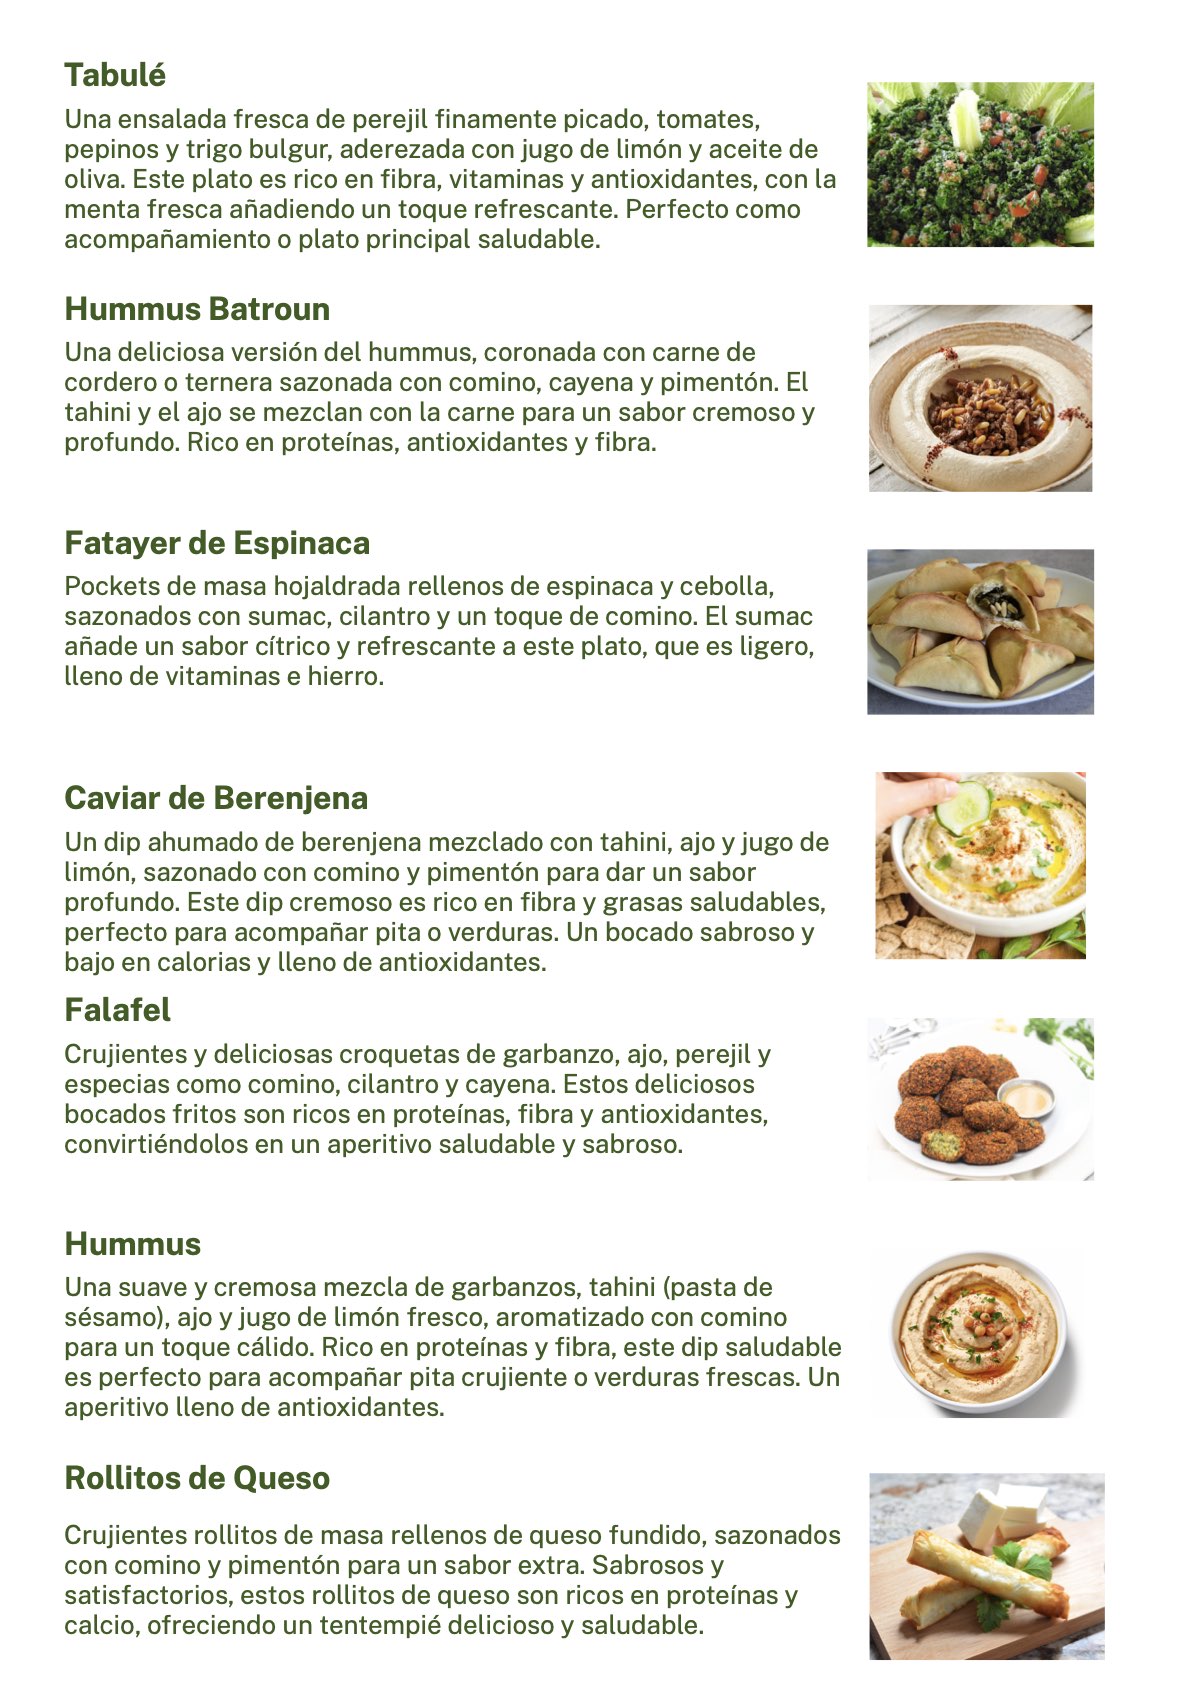 Tabulé
Una ensalada fresca de perejil finamente picado, tomates,
pepinos y trigo bulgur, aderezada con jugo de limón y aceite de
oliva. Este plato es rico en fibra, vitaminas y antioxidantes, con la
menta fresca añadiendo un toque refrescante. Perfecto como
acompañamiento o plato principal saludable.
Hummus Batroun
Una deliciosa versión del hummus, coronada con carne de
cordero o ternera sazonada con comino, cayena y pimentón. El
tahini y el ajo se mezclan con la carne para un sabor cremoso y
profundo. Rico en proteínas, antioxidantes y fibra.
Fatayer de Espinaca
Pockets de masa hojaldrada rellenos de espinaca y cebolla,
sazonados con sumac, cilantro y un toque de comino. El sumac
añade un sabor cítrico y refrescante a este plato, que es ligero,
lleno de vitaminas e hierro.
Caviar de Berenjena
Un dip ahumado de berenjena mezclado con tahini, ajo y jugo de
limón, sazonado con comino y pimentón para dar un sabor
profundo. Este dip cremoso es rico en fibra y grasas saludables,
perfecto para acompañar pita o verduras. Un bocado sabroso y
bajo en calorías y lleno de antioxidantes.
Falafel
Crujientes y deliciosas croquetas de garbanzo, ajo, perejil y
especias como comino, cilantro y cayena. Estos deliciosos
bocados fritos son ricos en proteínas, fibra y antioxidantes,
convirtiéndolos en un aperitivo saludable y sabroso.
Hummus
Una suave y cremosa mezcla de garbanzos, tahini (pasta de
sésamo), ajo y jugo de limón fresco, aromatizado con comino
para un toque cálido. Rico en proteínas y fibra, este dip saludable
es perfecto para acompañar pita crujiente o verduras frescas. Un
aperitivo lleno de antioxidantes.
Rollitos de Queso
Crujientes rollitos de masa rellenos de queso fundido, sazonados
con comino y pimentón para un sabor extra. Sabrosos y
satisfactorios, estos rollitos de queso son ricos en proteínas y
calcio, ofreciendo un tentempié delicioso y saludable.